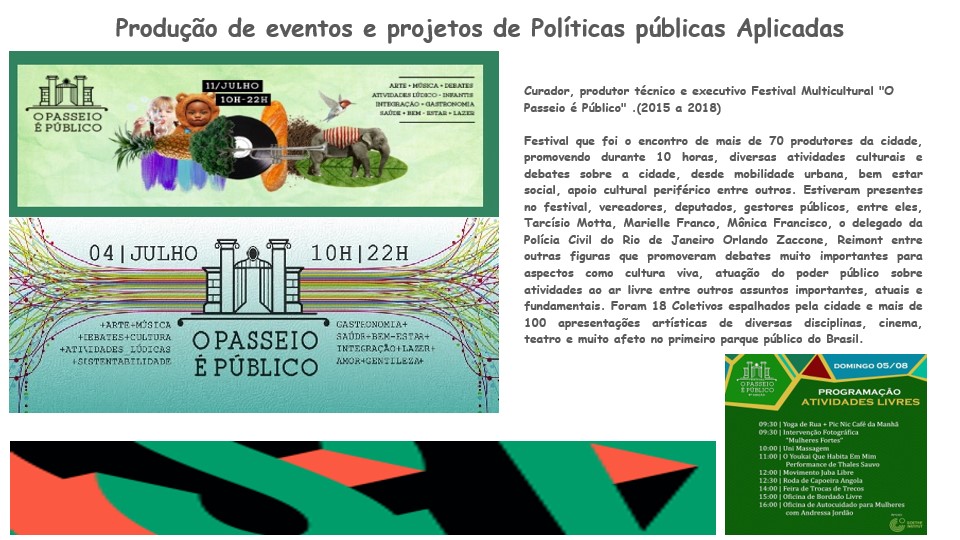 Produção de eventos e projetos de Políticas públicas Aplicadas
O PASSEIO
É PÚBLICO
11/JULHO
10H-22H
ARTE + MÚSICA + DEBATES
ATIVIDADES LÚDICO - INFANTIS
INTEGRAÇÃO + GASTRONOMIA
SAÚDE + BEM - ESTAR + LAZER
04|JULHO
10H|22H
+ARTE+MÚSICA
+DEBATES+CULTURA
+ATIVIDADES LÚDICAS
+SUSTENTABILIDADE
O PASSEIO
É PÚBLICO
GASTRONOMIA+
SAÚDE+BEM-ESTAR+
INTEGRAÇÃO+LAZER+
AMOR+GENTILEZA+
Curador, produtor técnico e executivo Festival Multicultural "O
Passeio é Público" .(2015 a 2018)
Festival que foi o encontro de mais de 70 produtores da cidade,
promovendo durante 10 horas, diversas atividades culturais e
debates sobre a cidade, desde mobilidade urbana, bem estar
social, apoio cultural periférico entre outros. Estiveram presentes
no festival, vereadores, deputados, gestores públicos, entre eles,
Tarcísio Motta, Marielle Franco, Mônica Francisco, o delegado da
Polícia Civil do Rio de Janeiro Orlando Zaccone, Reimont entre
outras figuras que promoveram debates muito importantes para
aspectos como cultura viva, atuação do poder público sobre
atividades ao ar livre entre outros assuntos importantes, atuais e
fundamentais. Foram 18 Coletivos espalhados pela cidade e mais de
100 apresentações artísticas de diversas disciplinas, cinema,
teatro e muito afeto no primeiro parque público do Brasil.
O PASSEIO
É PÚBLICO
DOMINGO 05/08
PROGRAMAÇÃO
ATIVIDADES LIVRES
09:30 | Yoga de Rua + Pic Nic Café da Manhã
09:30 | Intervenção Fotográfica
"Mulheres Fortes"
10:00 | Uni Massagem
11:00 | O Youkai Que Habita Em Mim
Performance de Thales Sauvo
12:00 | Movimento Juba Libre
12:30 | Roda de Capoeira Angola
14:00 | Feira de Trocas de Trecos
15:00 | Oficina de Bordado Livre
16:00 | Oficina de Autocuidado para Mulheres
com Andressa Jordão